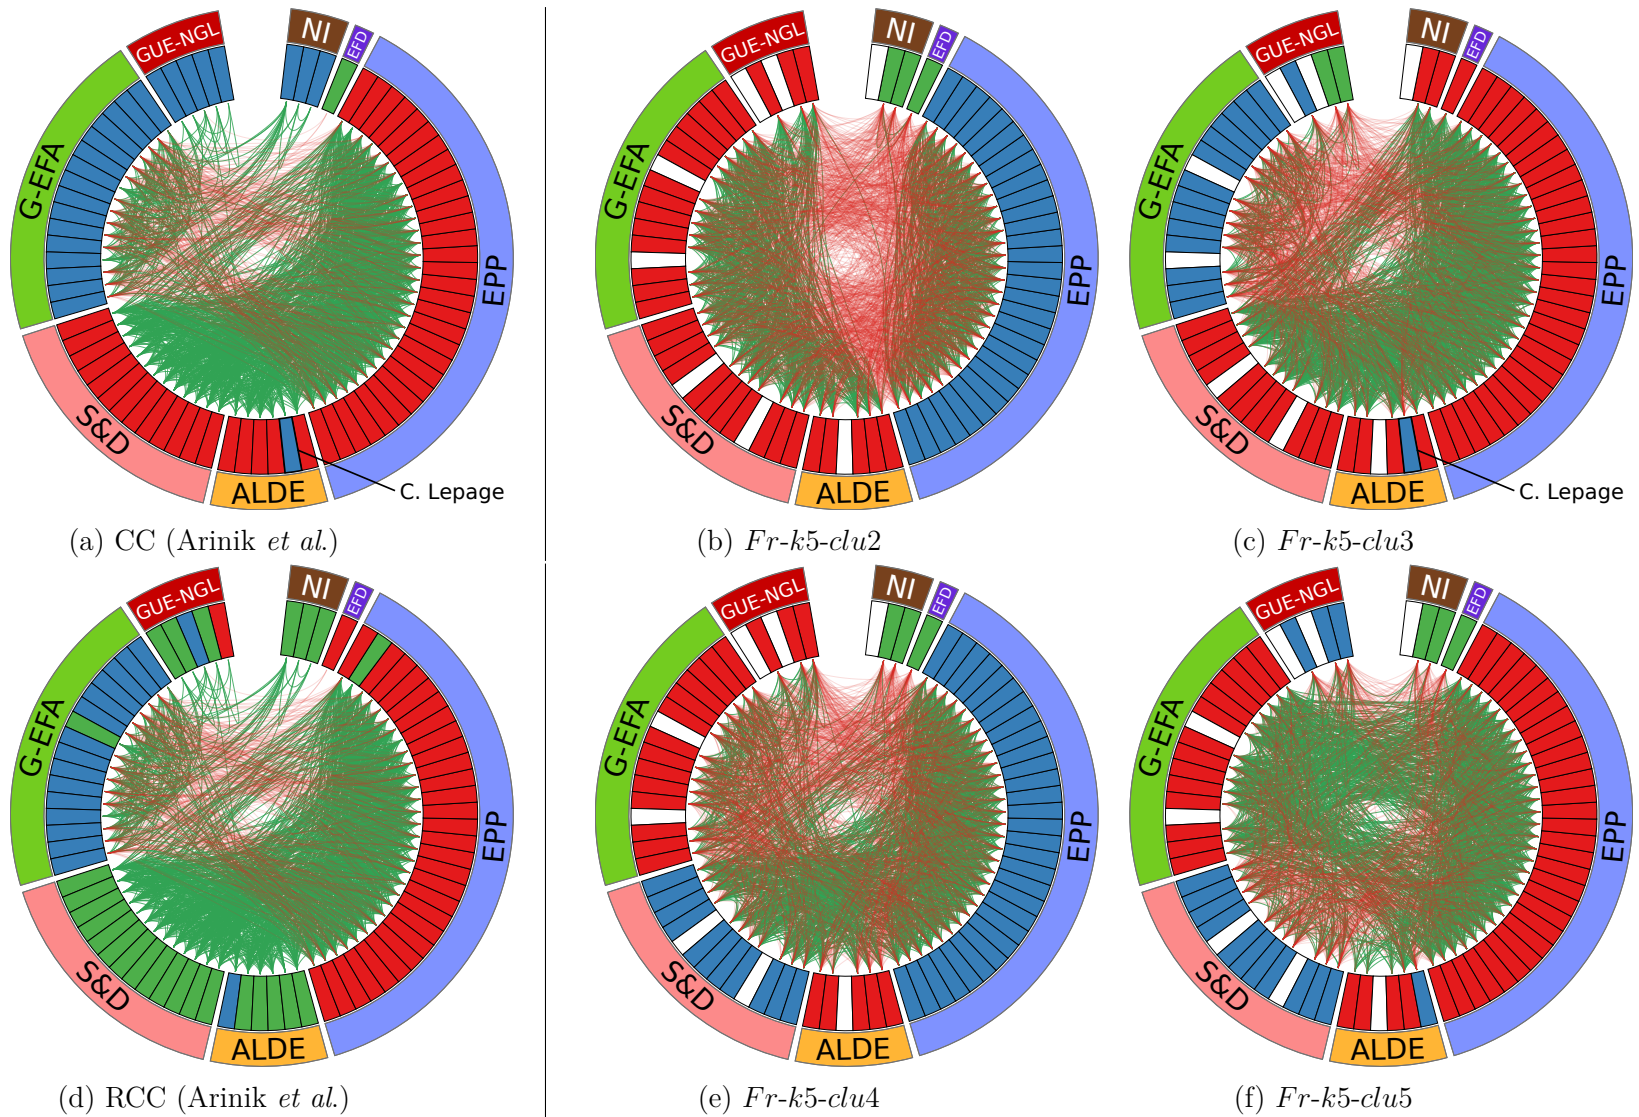 GUE-NGL
NI
EFD
G-EFA
EPP
S&D
ALDE
C. Lepage
(a) CC (Arinik et al.)
GUE-NGL
NI
EFD
G-EFA
EPP
S&D
ALDE
(b) Fr-k5-clu2
GUE-NGL
NI
EFD
G-EFA
EPP
S&D
ALDE
C. Lepage
(c) Fr-k5-clu3
GUE-NGL
NI
EFD
G-EFA
EPP
S&D
ALDE
(d) RCC (Arinik et al.)
GUE-NGL
NI
EFD
G-EFA
EPP
S&D
ALDE
(e) Fr-k5-clu4
GUE-NGL
NI
EFD
G-EFA
EPP
S&D
ALDE
(f) Fr-k5-clu5